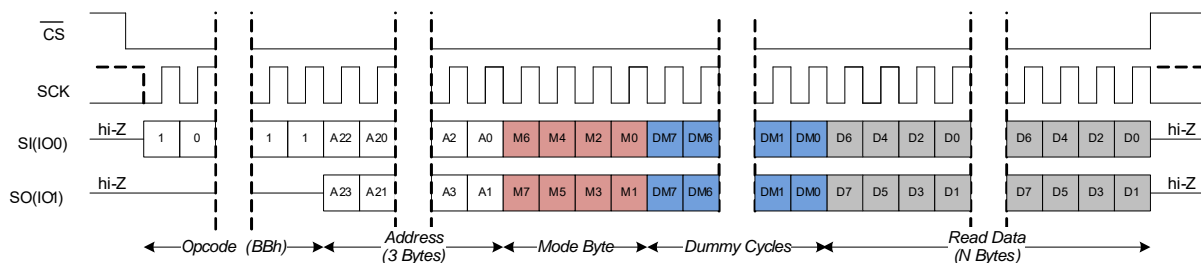 CS
SCK
SI(IO0) hi-Z 1 0 1 1 A22 A20 A2 A0 M6 M4 M2 M0 DM7 DM6 DM1 DM0 D6 D4 D2 D0 D6 D4 D2 D0 hi-Z
SO(IO1) hi-Z A23 A21 A3 A1 M7 M5 M3 M1 DM7 DM6 DM1 DM0 D7 D5 D3 D1 D7 D5 D3 D1 hi-Z
Opcode (BBh) Address Mode Byte Dummy Cycles Read Data
(3 Bytes) (N Bytes)